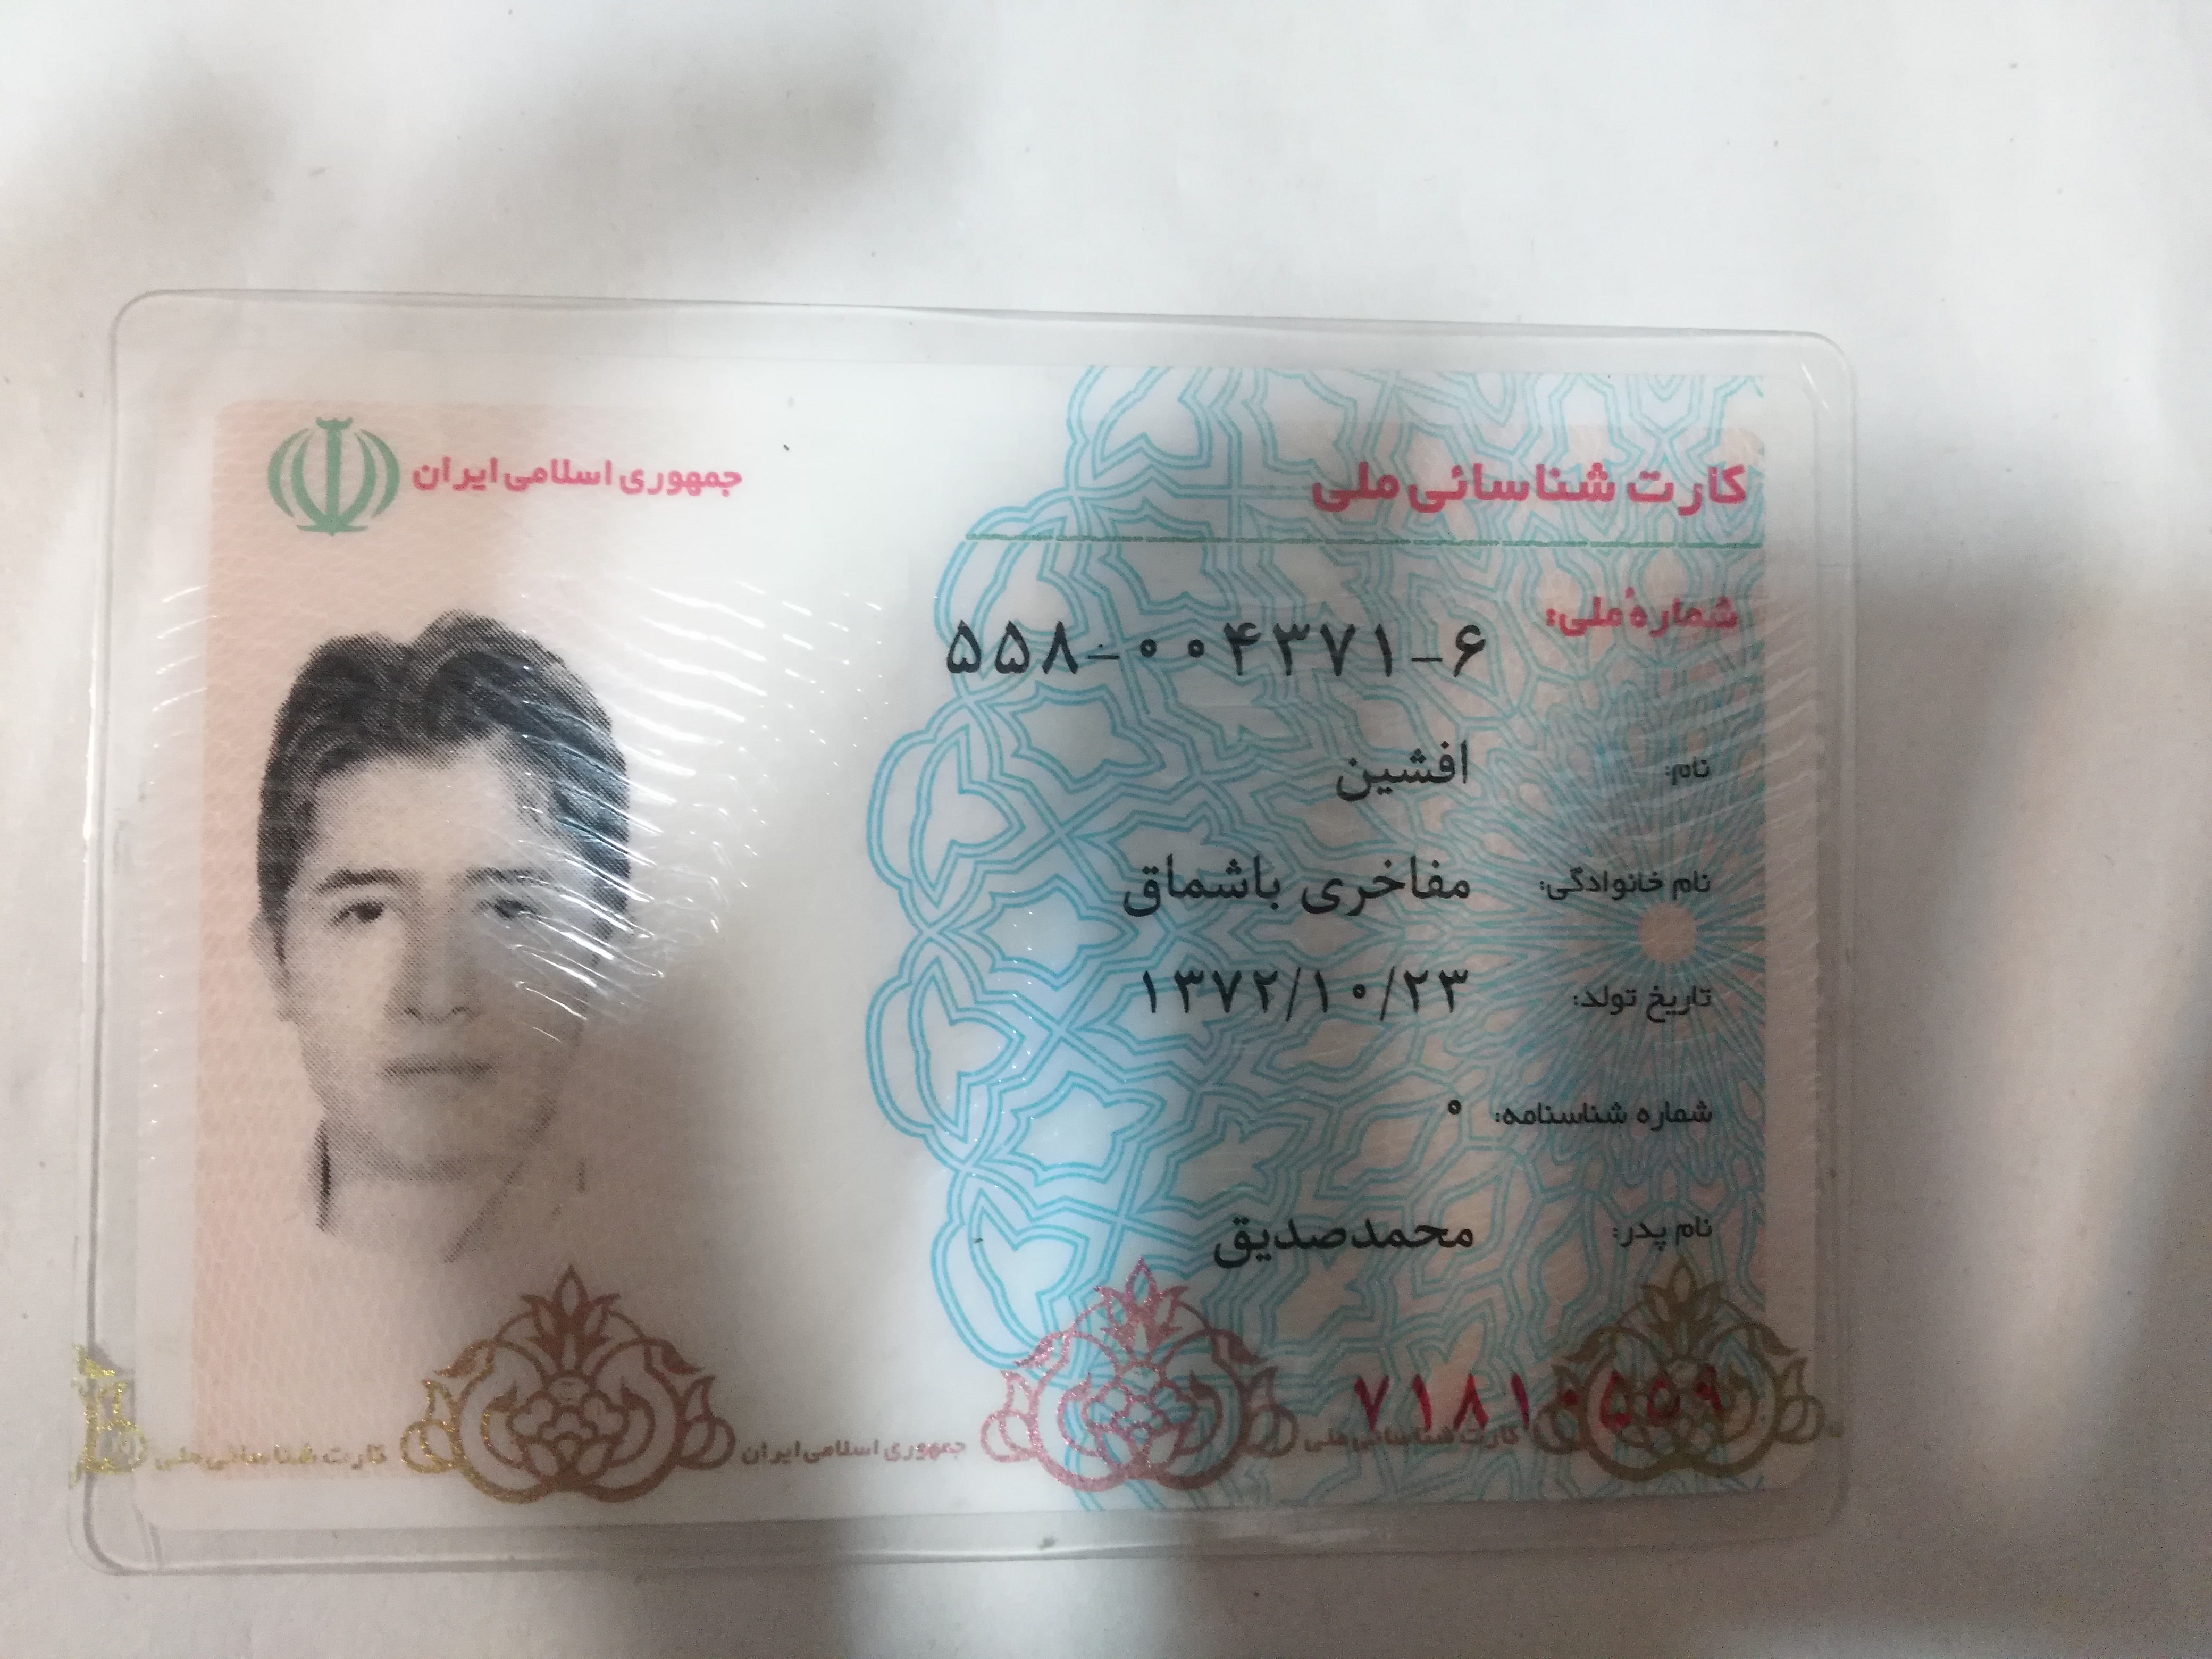 جمهوری اسلامی ایران
کارت شناسائی ملی
شمارهٔ ملی: ۵۵۸-۰۰۴۳۷۱-۶
نام: افشین
نام خانوادگی: مفاخری باشماق
تاریخ تولد: ۱۳۷۲/۱۰/۲۳
شماره شناسنامه: ۰
نام پدر: محمدصدیق
۷۱۸۱۰۵۵۹
کارت شناسائی ملی جمهوری اسلامی ایران کارت شناسائی ملی